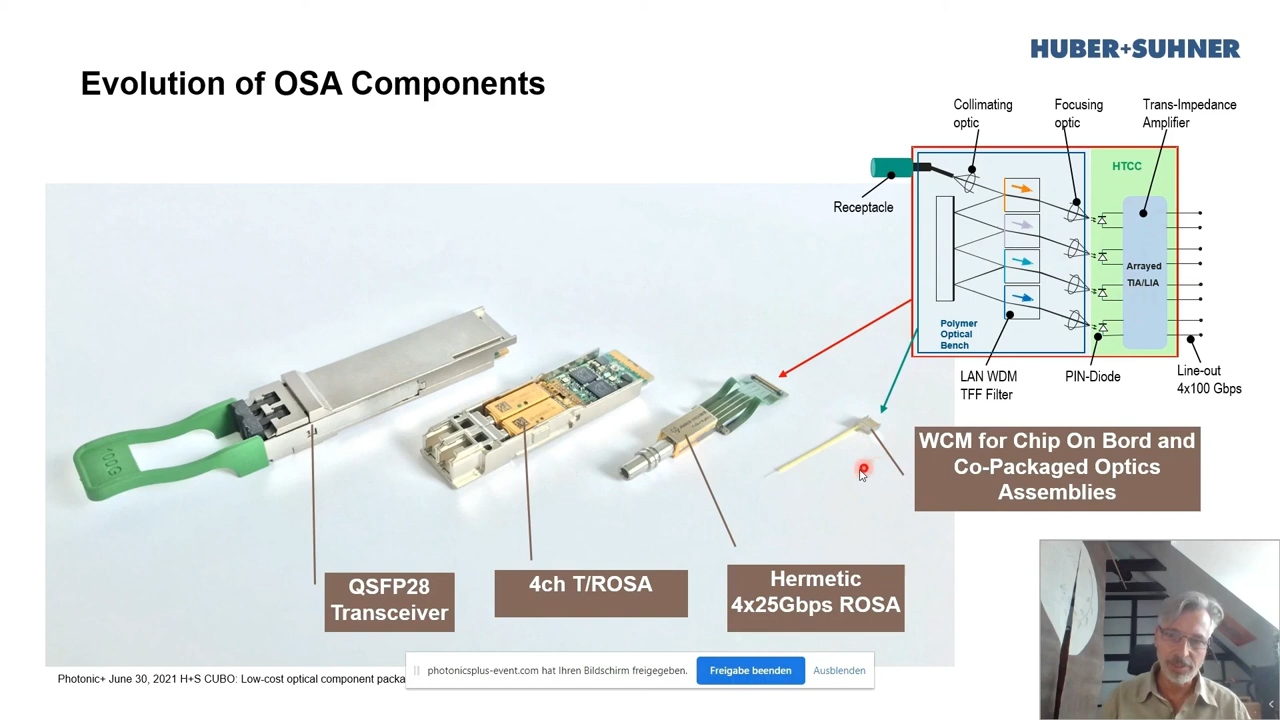 HUBER+SUHNER
Evolution of OSA Components
Collimating
optic
Focusing
optic
Trans-Impedance
Amplifier
HTCC
Receptacle
Arrayed
TIA/LIA
Polymer
Optical
Bench
LAN WDM
TFF Filter
PIN-Diode
Line-out
4x100 Gbps
100G
WCM for Chip On Bord and
Co-Packaged Optics
Assemblies
QSFP28
Transceiver
4ch T/ROSA
Hermetic
4x25Gbps ROSA
photonicsplus-event.com hat Ihren Bildschirm freigegeben.
Freigabe beenden
Ausblenden
Photonic+ June 30, 2021 H+S CUBO: Low-cost optical component packa